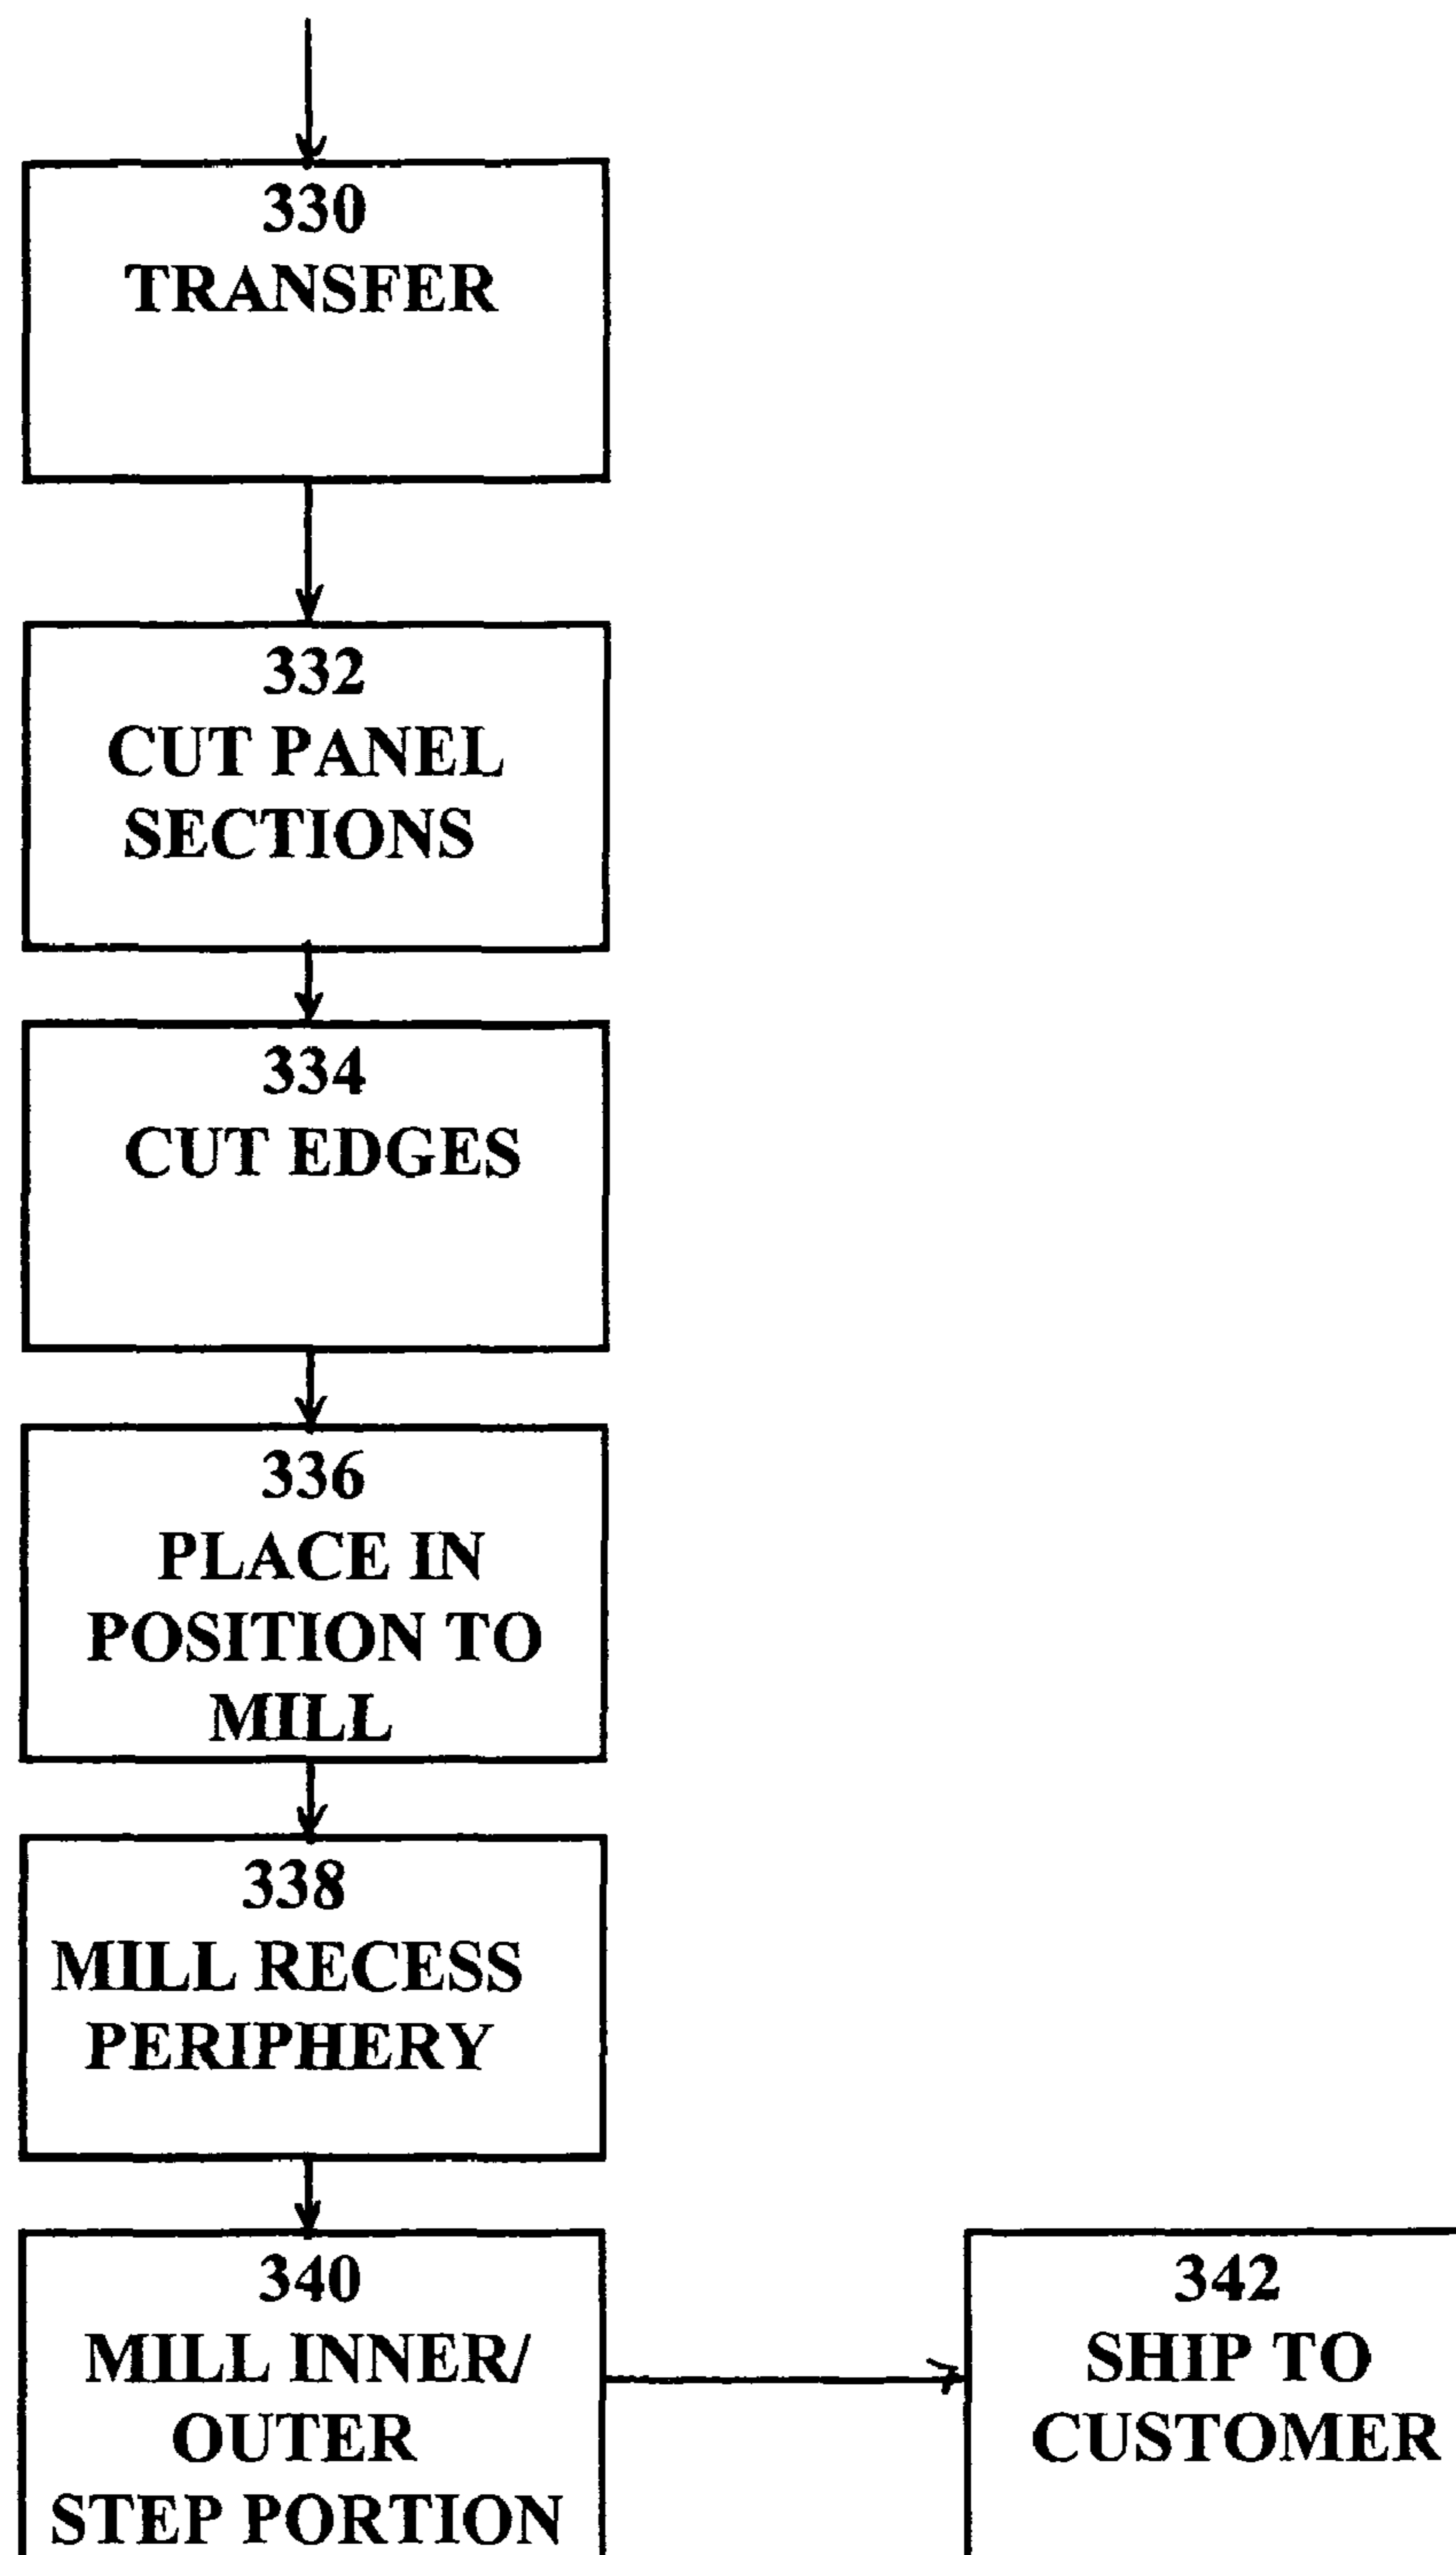 330
TRANSFER
332
CUT PANEL
SECTIONS
334
CUT EDGES
336
PLACE IN
POSITION TO
MILL
338
MILL RECESS
PERIPHERY
340
MILL INNER/
OUTER
STEP PORTION
342
SHIP TO
CUSTOMER